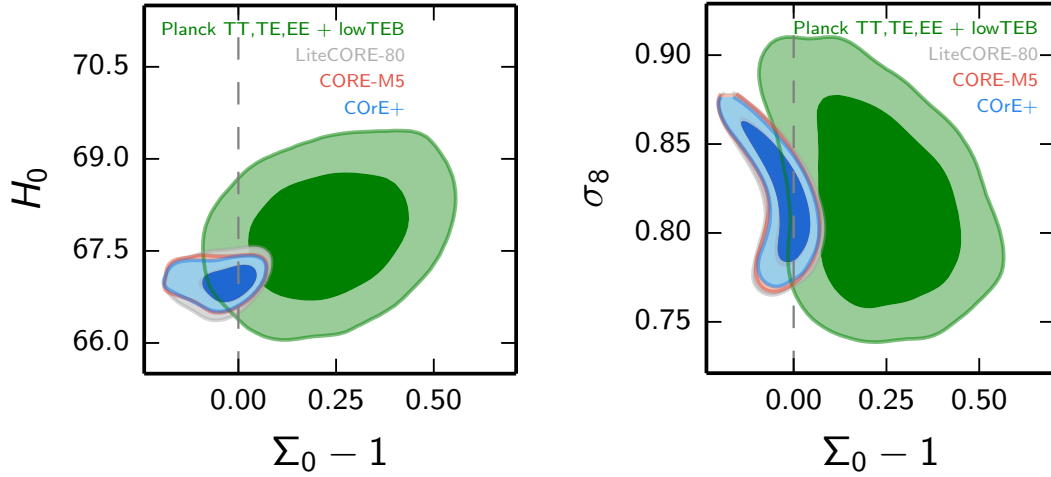 Planck TT,TE,EE + lowTEB
LiteCORE-80
CORE-M5
COrE+
70.5
69.0
67.5
66.0
H₀
0.00 0.25 0.50
Σ₀ − 1
Planck TT,TE,EE + lowTEB
LiteCORE-80
CORE-M5
COrE+
0.90
0.85
0.80
0.75
σ₈
0.00 0.25 0.50
Σ₀ − 1